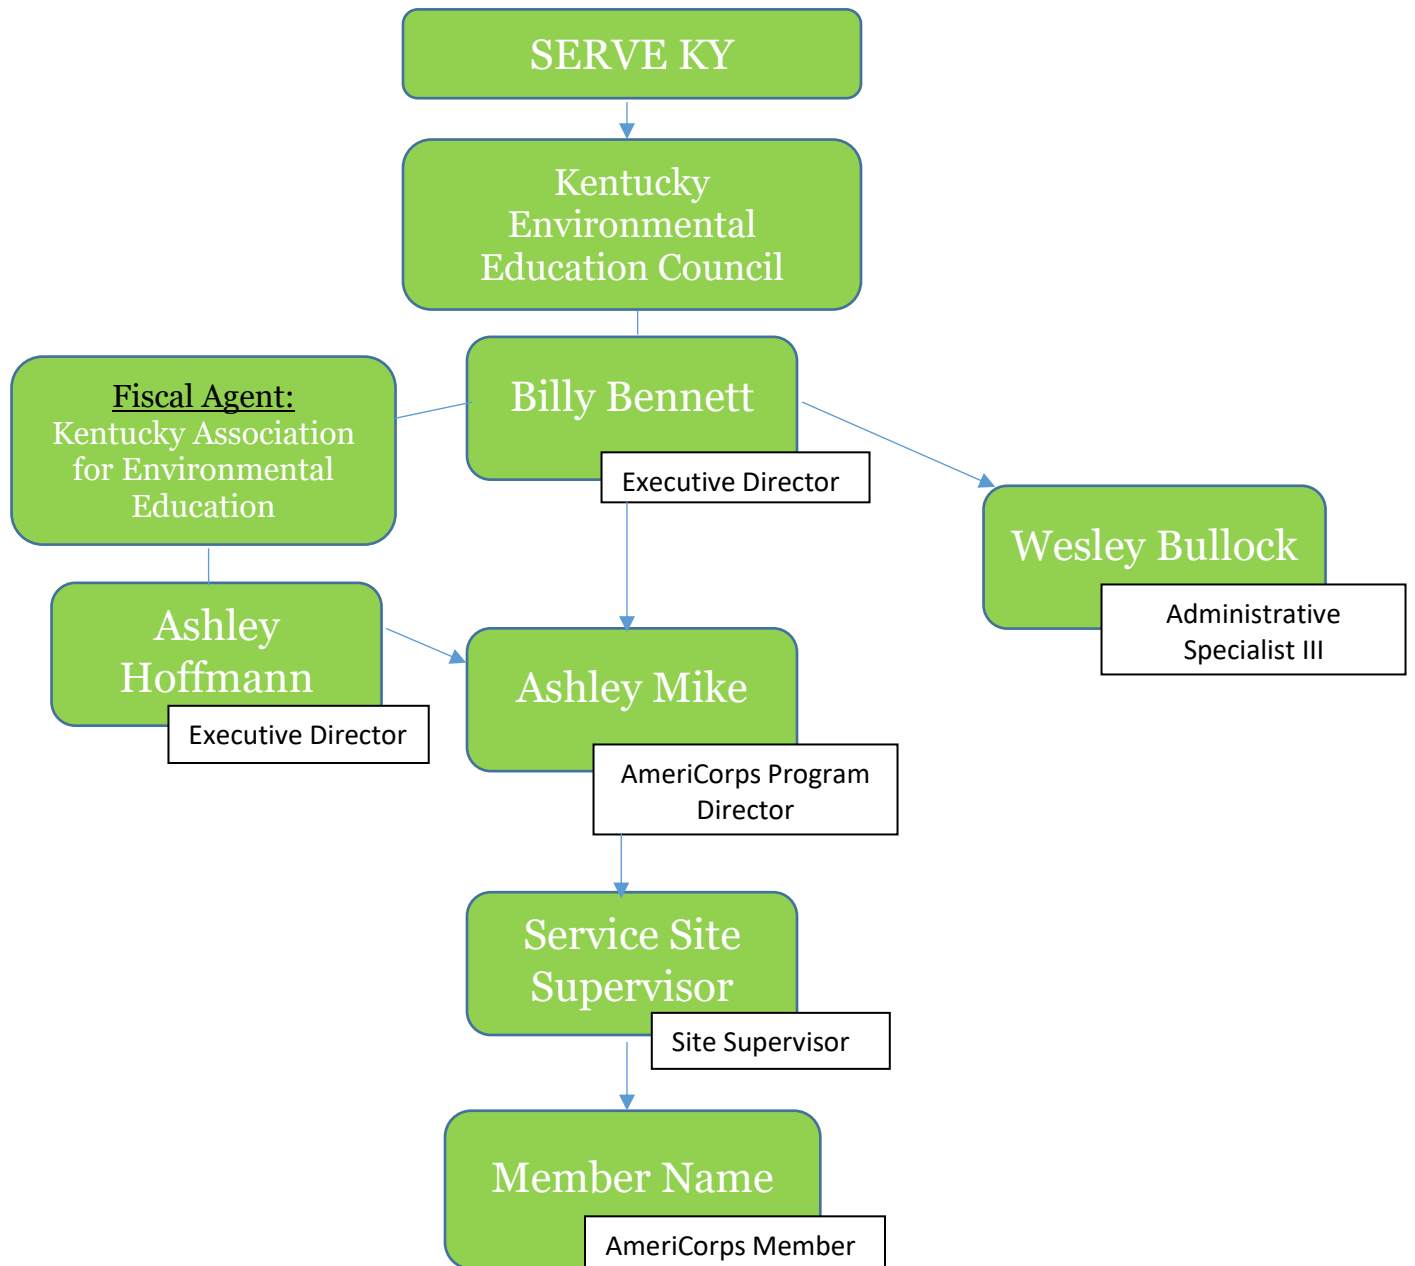 SERVE KY
Kentucky
Environmental
Education Council
Billy Bennett
Executive Director
Fiscal Agent:
Kentucky Association
for Environmental
Education
Wesley Bullock
Administrative
Specialist III
Ashley
Hoffmann
Executive Director
Ashley Mike
AmeriCorps Program
Director
Service Site
Supervisor
Site Supervisor
Member Name
AmeriCorps Member